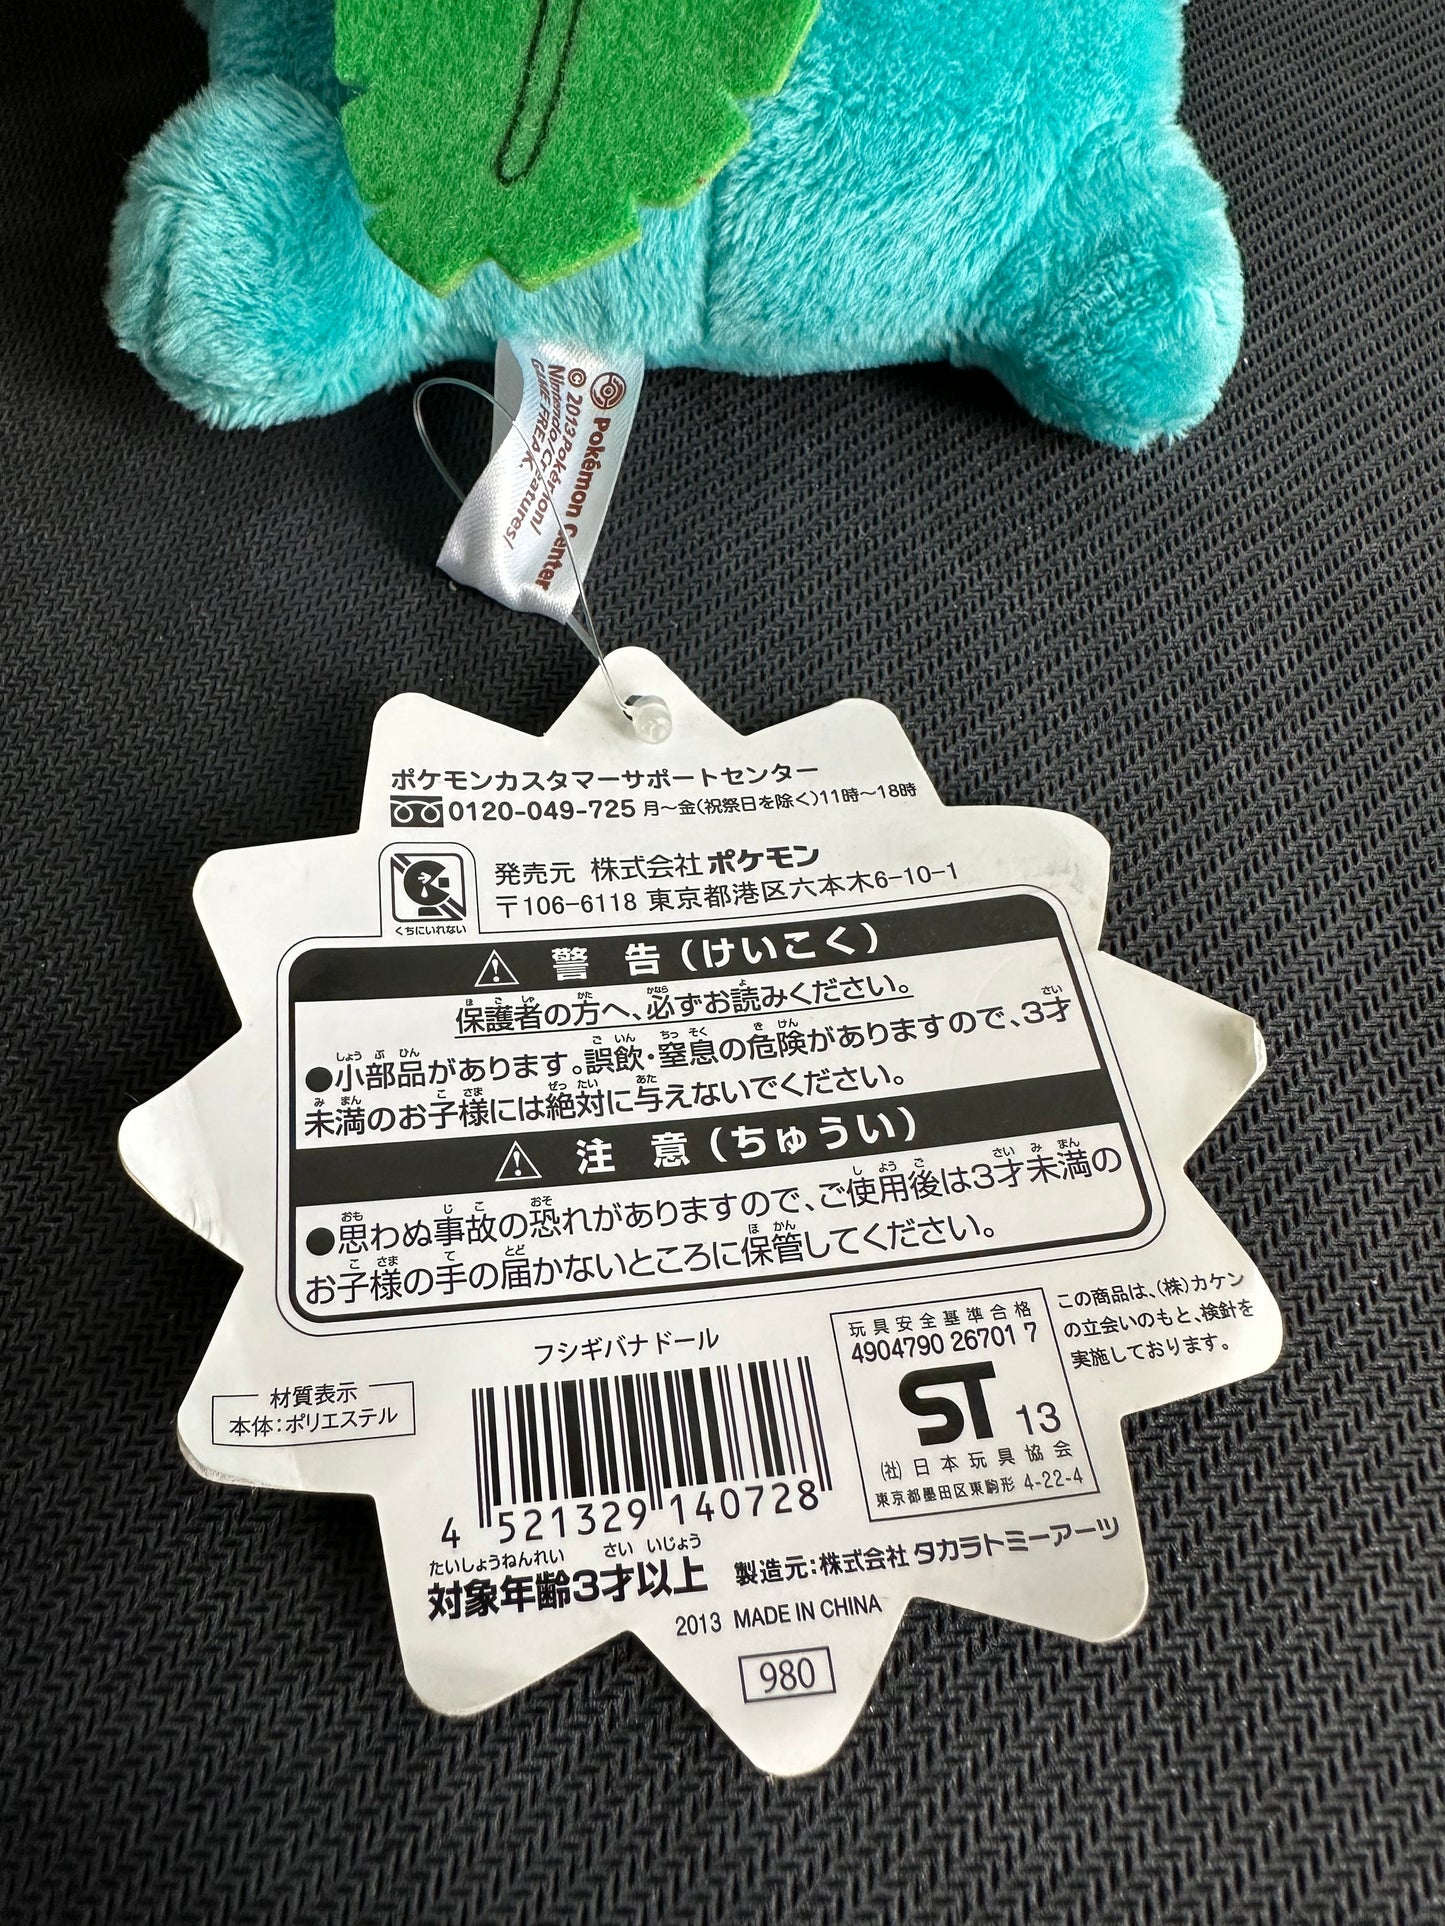 Pokémon Center
© 2013 Pokémon/
Nintendo/Creatures/
GAME FREAK.
ポケモンカスタマーサポートセンター
0120-049-725 月〜金(祝祭日を除く)11時〜18時
くちにいれない
発売元 株式会社 ポケモン
〒106-6118 東京都港区六本木6-10-1
警 告(けいこく)
保護者の方へ、必ずお読みください。
●小部品があります。誤飲・窒息の危険がありますので、3才
未満のお子様には絶対に与えないでください。
注 意(ちゅうい)
●思わぬ事故の恐れがありますので、ご使用後は3才未満の
お子様の手の届かないところに保管してください。
フシギバナドール
材質表示
本体:ポリエステル
4 521329 140728
玩具安全基準合格
4904790 26701 7
ST 13
(社) 日本玩具協会
東京都墨田区東駒形 4-22-4
この商品は、(株)カケン
の立会いのもと、検針を
実施しております。
たいしょうねんれい さい いじょう
対象年齢3才以上
製造元:株式会社 タカラトミーアーツ
2013 MADE IN CHINA
980